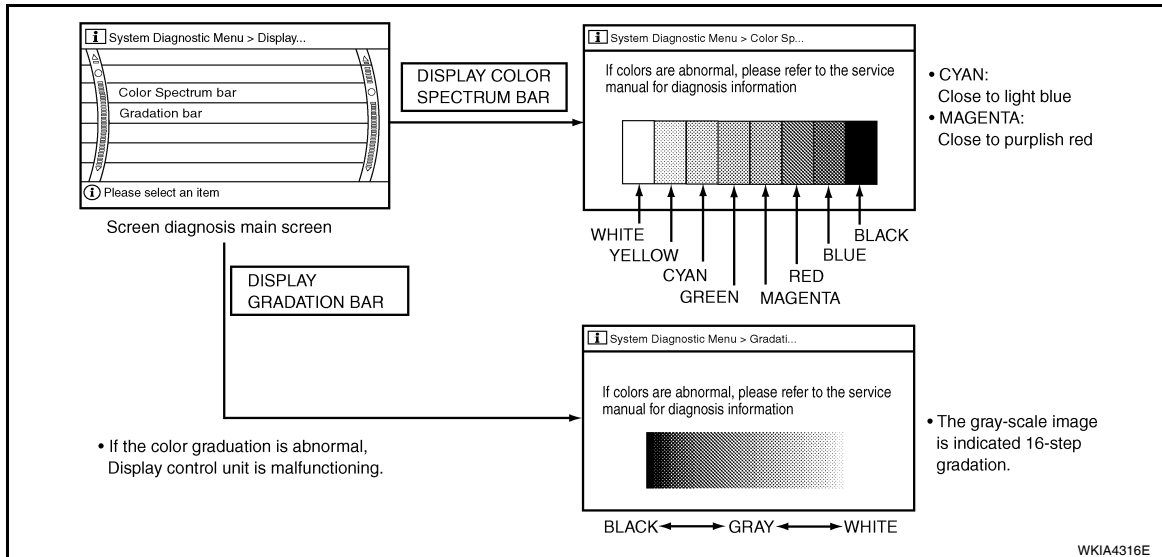 i System Diagnostic Menu > Display...
Color Spectrum bar
Gradation bar
i Please select an item
Screen diagnosis main screen
DISPLAY COLOR
SPECTRUM BAR
i System Diagnostic Menu > Color Sp...
If colors are abnormal, please refer to the service
manual for diagnosis information
WHITE
YELLOW
CYAN
GREEN
MAGENTA
RED
BLUE
BLACK
• CYAN:
Close to light blue
• MAGENTA:
Close to purplish red
DISPLAY
GRADATION BAR
• If the color graduation is abnormal,
Display control unit is malfunctioning.
i System Diagnostic Menu > Gradati...
If colors are abnormal, please refer to the service
manual for diagnosis information
BLACK GRAY WHITE
• The gray-scale image
is indicated 16-step
gradation.
WKIA4316E